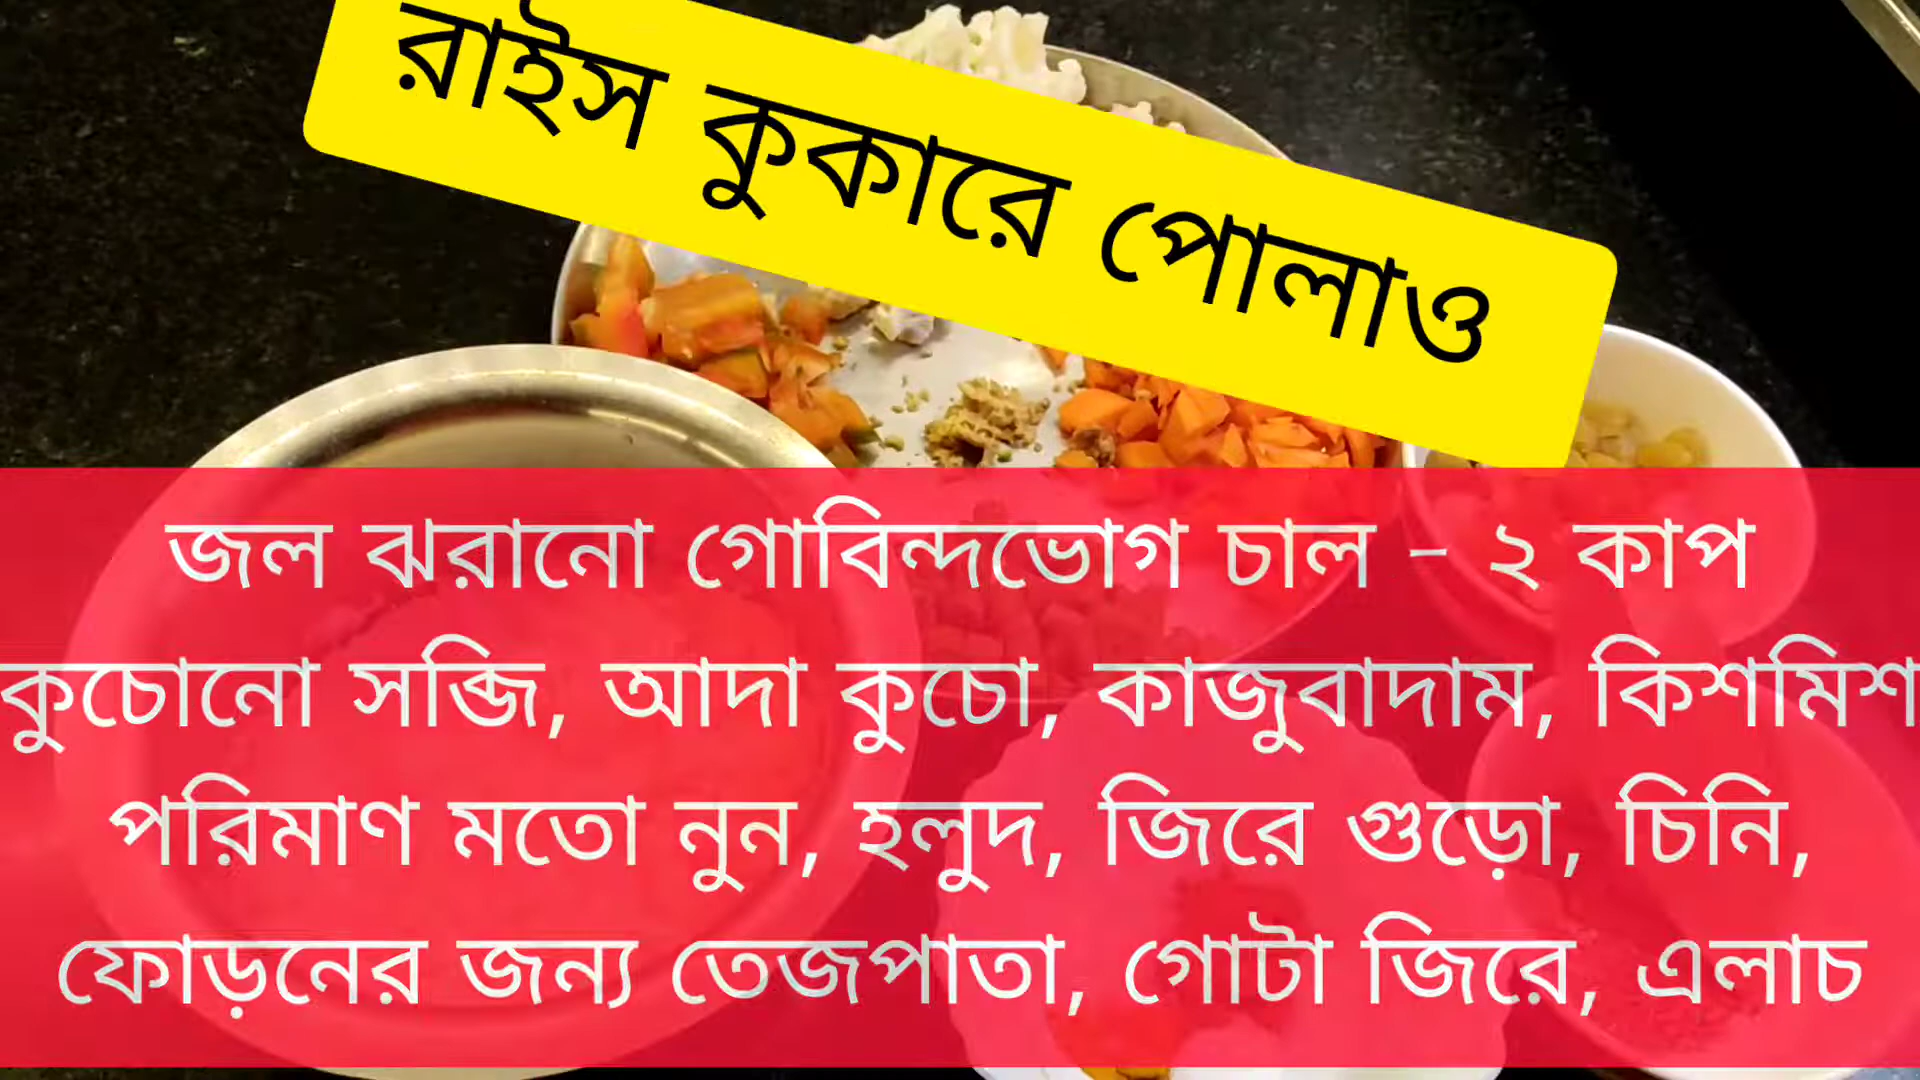 রাইস কুকারে পোলাও
জল ঝরানো গোবিন্দভোগ চাল - ২ কাপ
কুচোনো সব্জি, আদা কুচো, কাজুবাদাম, কিশমিশ
পরিমাণ মতো নুন, হলুদ, জিরে গুড়ো, চিনি,
ফোড়নের জন্য তেজপাতা, গোটা জিরে, এলাচ